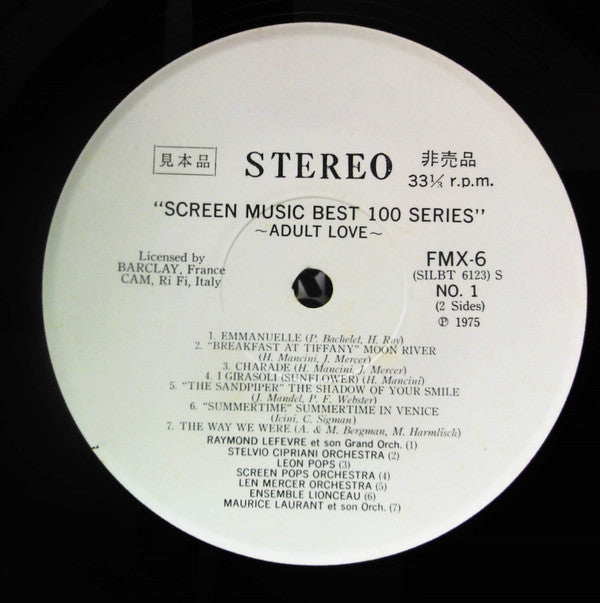 見本品 STEREO 非売品
33⅓ r.p.m.
"SCREEN MUSIC BEST 100 SERIES"
~ADULT LOVE~
Licensed by
BARCLAY, France
CAM, Ri Fi, Italy
FMX-6
(SILBT 6123) S
NO. 1
(2 Sides)
℗ 1975
1. EMMANUELLE (P. Bachelet, H. Roy)
2. "BREAKFAST AT TIFFANY" MOON RIVER
(H. Mancini, J. Mercer)
3. CHARADE (H. Mancini, J. Mercer)
4. I GIRASOLI (SUNFLOWER) (H. Mancini)
5. "THE SANDPIPER" THE SHADOW OF YOUR SMILE
(J. Mandel, P. F. Webster)
6. "SUMMERTIME" SUMMERTIME IN VENICE
(Icini, C. Sigman)
7. THE WAY WE WERE (A. & M. Bergman, M. Harmlisch)
RAYMOND LEFEVRE et son Grand Orch. (1)
STELVIO CIPRIANI ORCHESTRA (2)
LEON POPS (3)
SCREEN POPS ORCHESTRA (4)
LEN MERCER ORCHESTRA (5)
ENSEMBLE LIONCEAU (6)
MAURICE LAURANT et son Orch. (7)